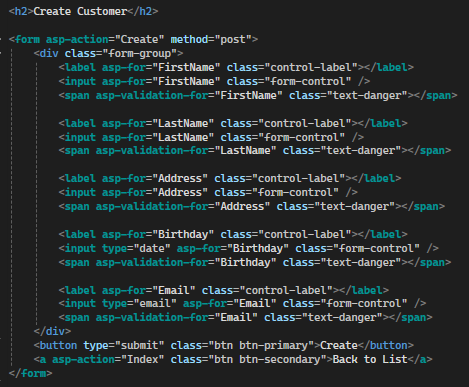 <h2>Create Customer</h2>
<form asp-action="Create" method="post">
<div class="form-group">
<label asp-for="FirstName" class="control-label"></label>
<input asp-for="FirstName" class="form-control" />
<span asp-validation-for="FirstName" class="text-danger"></span>
<label asp-for="LastName" class="control-label"></label>
<input asp-for="LastName" class="form-control" />
<span asp-validation-for="LastName" class="text-danger"></span>
<label asp-for="Address" class="control-label"></label>
<input asp-for="Address" class="form-control" />
<span asp-validation-for="Address" class="text-danger"></span>
<label asp-for="Birthday" class="control-label"></label>
<input type="date" asp-for="Birthday" class="form-control" />
<span asp-validation-for="Birthday" class="text-danger"></span>
<label asp-for="Email" class="control-label"></label>
<input type="email" asp-for="Email" class="form-control" />
<span asp-validation-for="Email" class="text-danger"></span>
</div>
<button type="submit" class="btn btn-primary">Create</button>
<a asp-action="Index" class="btn btn-secondary">Back to List</a>
</form>